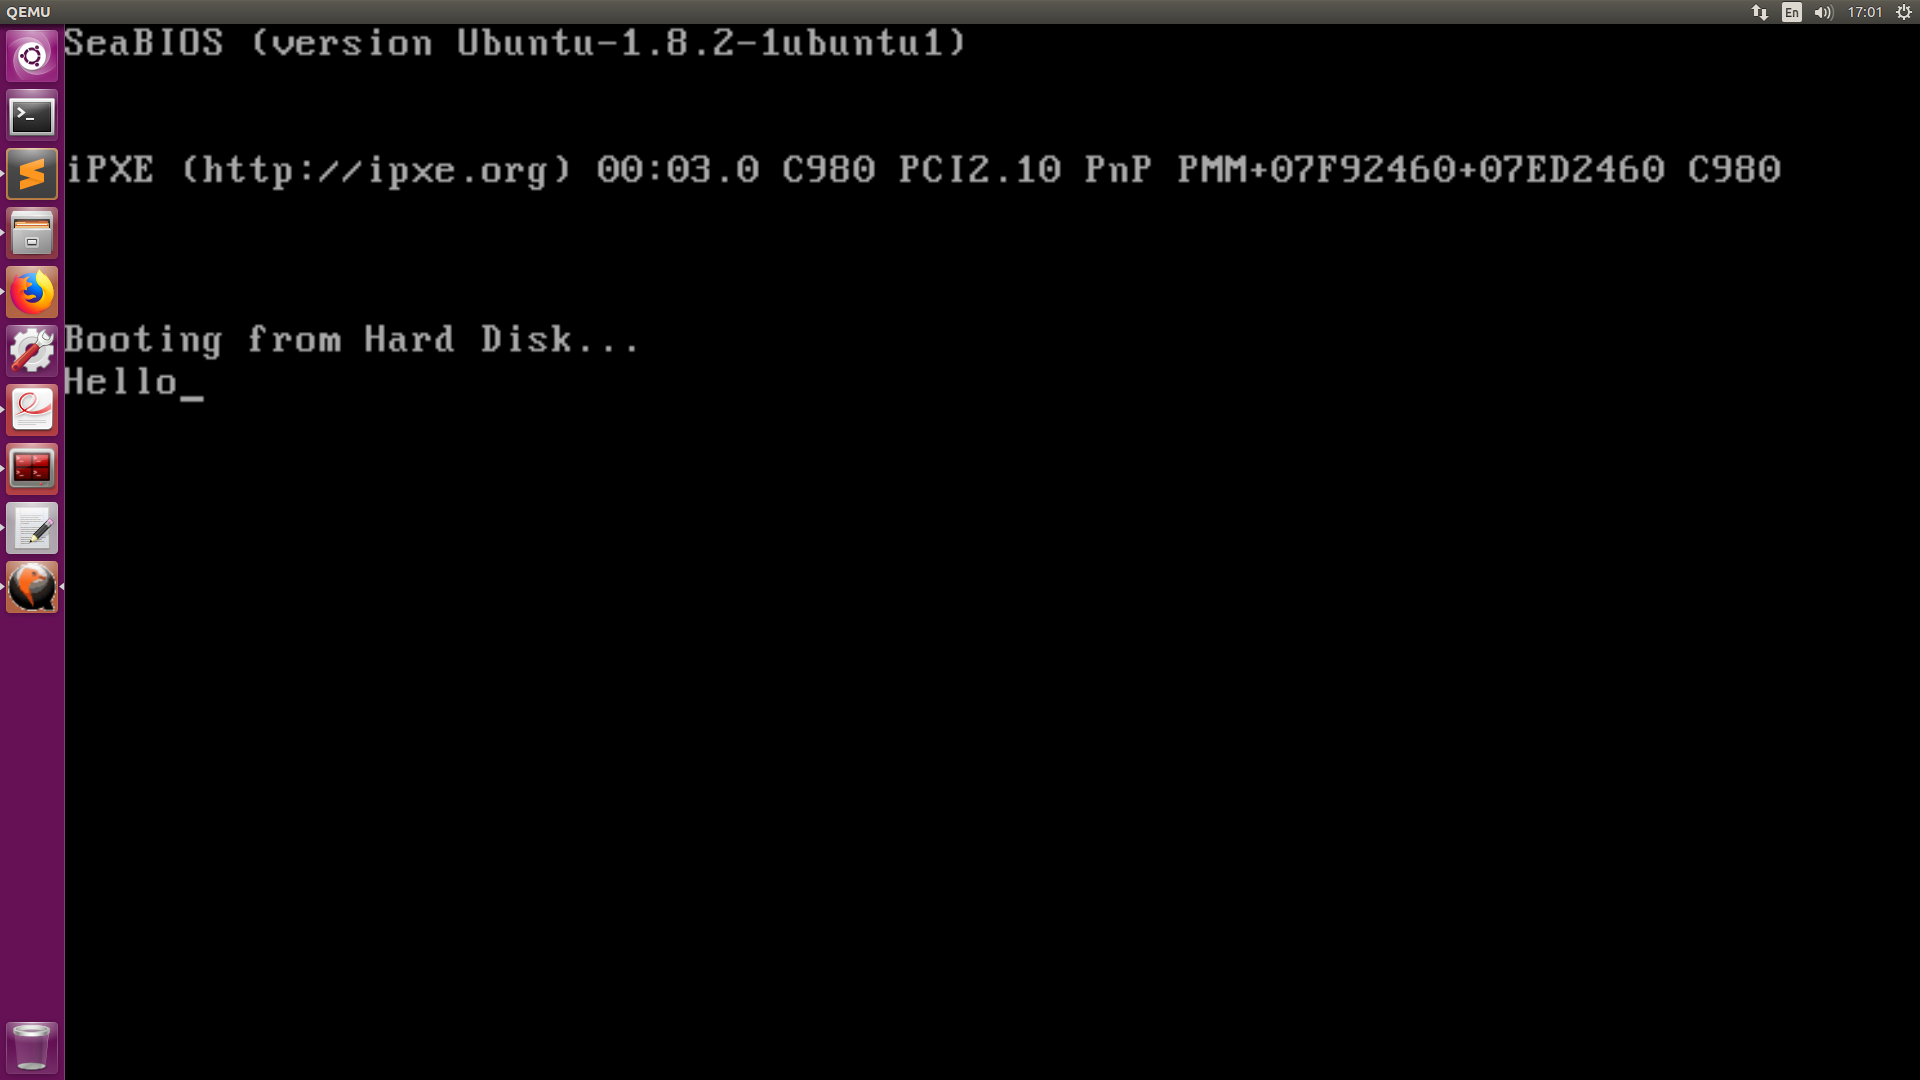 QEMU
En
17:01
SeaBIOS (version Ubuntu-1.8.2-1ubuntu1)
iPXE (http://ipxe.org) 00:03.0 C980 PCI2.10 PnP PMM+07F92460+07ED2460 C980
Booting from Hard Disk...
Hello_